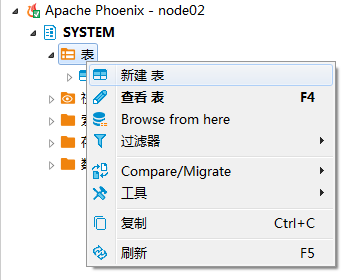 Apache Phoenix - node02
SYSTEM
表
新建 表
查看 表 F4
Browse from here
过滤器
Compare/Migrate
工具
复制 Ctrl+C
刷新 F5